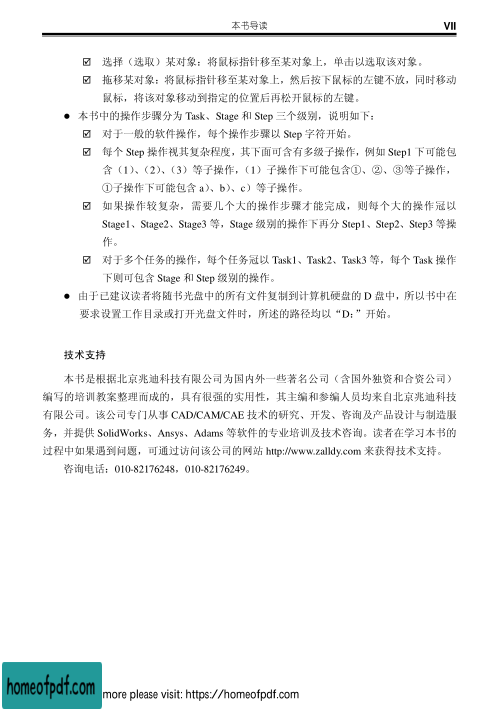 本书导读 VII
☑ 选择（选取）某对象：将鼠标指针移至某对象上，单击以选取该对象。
☑ 拖移某对象：将鼠标指针移至某对象上，然后按下鼠标的左键不放，同时移动
鼠标，将该对象移动到指定的位置后再松开鼠标的左键。
● 本书中的操作步骤分为 Task、Stage 和 Step 三个级别，说明如下：
☑ 对于一般的软件操作，每个操作步骤以 Step 字符开始。
☑ 每个 Step 操作视其复杂程度，其下面可含有多级子操作，例如 Step1 下可能包
含（1）、（2）、（3）等子操作，（1）子操作下可能包含①、②、③等子操作，
①子操作下可能包含 a）、b）、c）等子操作。
☑ 如果操作较复杂，需要几个大的操作步骤才能完成，则每个大的操作冠以
Stage1、Stage2、Stage3 等，Stage 级别的操作下再分 Step1、Step2、Step3 等操
作。
☑ 对于多个任务的操作，每个任务冠以 Task1、Task2、Task3 等，每个 Task 操作
下则可包含 Stage 和 Step 级别的操作。
● 由于已建议读者将随书光盘中的所有文件复制到计算机硬盘的 D 盘中，所以书中在
要求设置工作目录或打开光盘文件时，所述的路径均以“D：”开始。
技术支持
本书是根据北京兆迪科技有限公司为国内外一些著名公司（含国外独资和合资公司）
编写的培训教案整理而成的，具有很强的实用性，其主编和参编人员均来自北京兆迪科技
有限公司。该公司专门从事 CAD/CAM/CAE 技术的研究、开发、咨询及产品设计与制造服
务，并提供 SolidWorks、Ansys、Adams 等软件的专业培训及技术咨询。读者在学习本书的
过程中如果遇到问题，可通过访问该公司的网站 http://www.zalldy.com 来获得技术支持。
咨询电话：010-82176248，010-82176249。
homeofpdf.com more please visit: https://homeofpdf.com